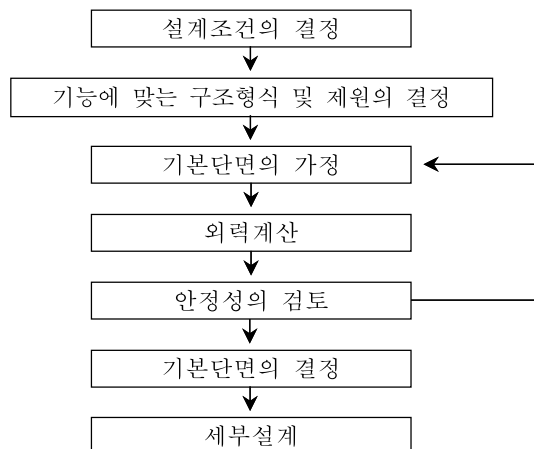 설계조건의 결정
기능에 맞는 구조형식 및 제원의 결정
기본단면의 가정
외력계산
안정성의 검토
기본단면의 결정
세부설계